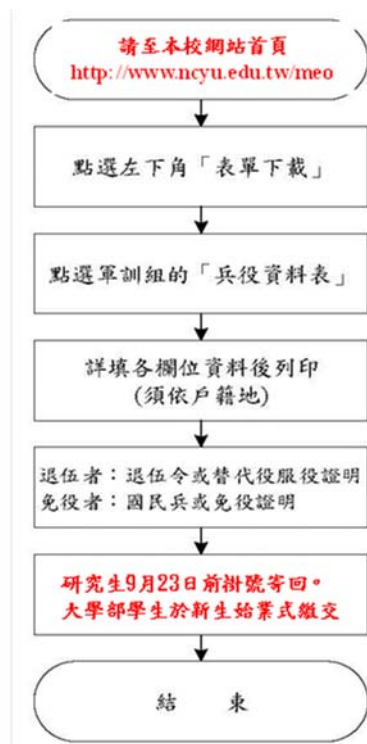 請至本校網站首頁
http://www.ncyu.edu.tw/meo
點選左下角「表單下載」
點選軍訓組的「兵役資料表」
詳填各欄位資料後列印
(須依戶籍地)
退伍者：退伍令或替代役服役證明
免役者：國民兵或免役證明
研究生9月23日前掛號寄回。
大學部學生於新生始業式繳交
結　　束